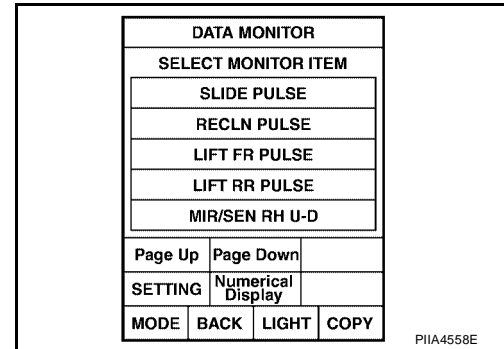 DATA MONITOR
SELECT MONITOR ITEM
SLIDE PULSE
RECLN PULSE
LIFT FR PULSE
LIFT RR PULSE
MIR/SEN RH U-D
Page Up Page Down
SETTING Numerical Display
MODE BACK LIGHT COPY
PIIA4558E